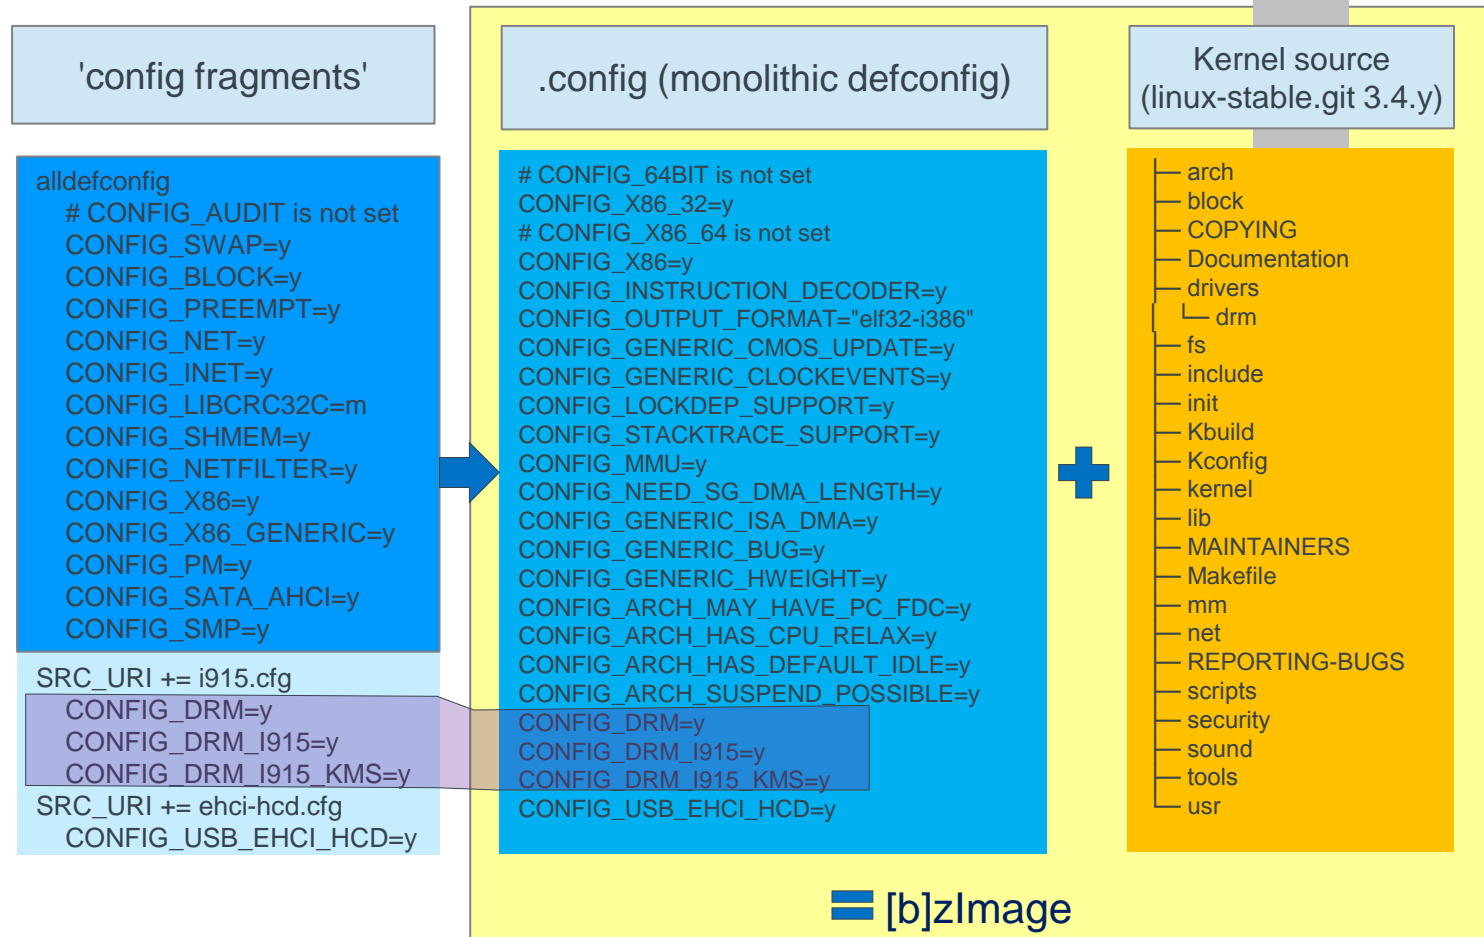 'config fragments'
alldefconfig
# CONFIG_AUDIT is not set
CONFIG_SWAP=y
CONFIG_BLOCK=y
CONFIG_PREEMPT=y
CONFIG_NET=y
CONFIG_INET=y
CONFIG_LIBCRC32C=m
CONFIG_SHMEM=y
CONFIG_NETFILTER=y
CONFIG_X86=y
CONFIG_X86_GENERIC=y
CONFIG_PM=y
CONFIG_SATA_AHCI=y
CONFIG_SMP=y
SRC_URI += i915.cfg
CONFIG_DRM=y
CONFIG_DRM_I915=y
CONFIG_DRM_I915_KMS=y
SRC_URI += ehci-hcd.cfg
CONFIG_USB_EHCI_HCD=y
.config (monolithic defconfig)
# CONFIG_64BIT is not set
CONFIG_X86_32=y
# CONFIG_X86_64 is not set
CONFIG_X86=y
CONFIG_INSTRUCTION_DECODER=y
CONFIG_OUTPUT_FORMAT="elf32-i386"
CONFIG_GENERIC_CMOS_UPDATE=y
CONFIG_GENERIC_CLOCKEVENTS=y
CONFIG_LOCKDEP_SUPPORT=y
CONFIG_STACKTRACE_SUPPORT=y
CONFIG_MMU=y
CONFIG_NEED_SG_DMA_LENGTH=y
CONFIG_GENERIC_ISA_DMA=y
CONFIG_GENERIC_BUG=y
CONFIG_GENERIC_HWEIGHT=y
CONFIG_ARCH_MAY_HAVE_PC_FDC=y
CONFIG_ARCH_HAS_CPU_RELAX=y
CONFIG_ARCH_HAS_DEFAULT_IDLE=y
CONFIG_ARCH_SUSPEND_POSSIBLE=y
CONFIG_DRM=y
CONFIG_DRM_I915=y
CONFIG_DRM_I915_KMS=y
CONFIG_USB_EHCI_HCD=y
Kernel source
(linux-stable.git 3.4.y)
arch
block
COPYING
Documentation
drivers
drm
fs
include
init
Kbuild
Kconfig
kernel
lib
MAINTAINERS
Makefile
mm
net
REPORTING-BUGS
scripts
security
sound
tools
usr
[b]zImage